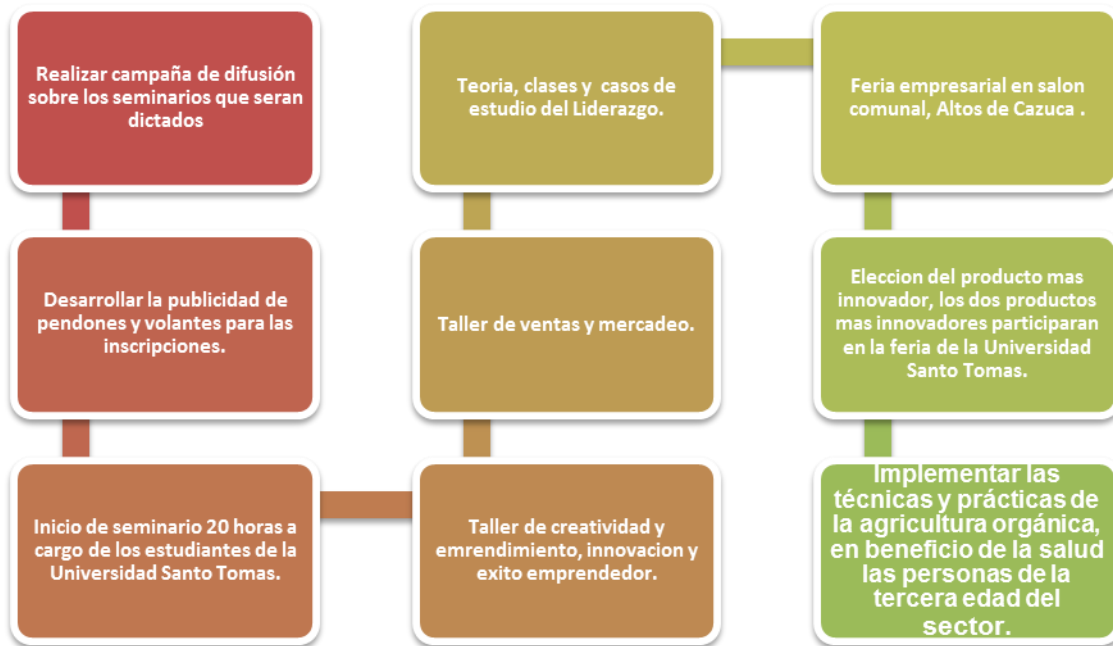 Realizar campaña de difusión
sobre los seminarios que seran
dictados
Desarrollar la publicidad de
pendones y volantes para las
inscripciones.
Inicio de seminario 20 horas a
cargo de los estudiantes de la
Universidad Santo Tomas.
Taller de creatividad y
emrendimiento, innovacion y
exito emprendedor.
Taller de ventas y mercadeo.
Teoria, clases y casos de
estudio del Liderazgo.
Feria empresarial en salon
comunal, Altos de Cazuca .
Eleccion del producto mas
innovador, los dos productos
mas innovadores participaran
en la feria de la Universidad
Santo Tomas.
Implementar las
técnicas y prácticas de
la agricultura orgánica,
en beneficio de la salud
las personas de la
tercera edad del
sector.